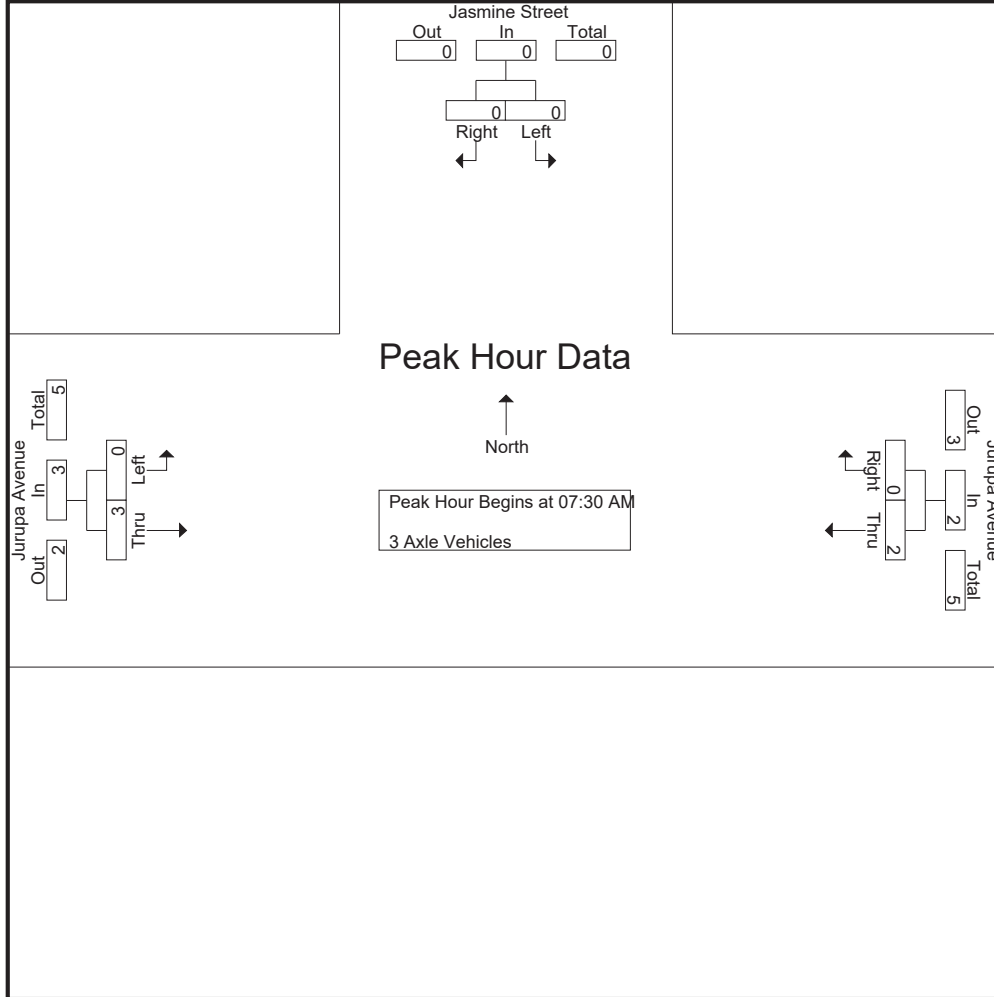 Jasmine Street
Out In Total
0 0 0
0 0
Right Left
Peak Hour Data
North
Peak Hour Begins at 07:30 AM
3 Axle Vehicles
Jurupa Avenue
Out In Total
2 3 5
Left Thru
0 3
Jurupa Avenue
Out In Total
3 2 5
Right Thru
0 2